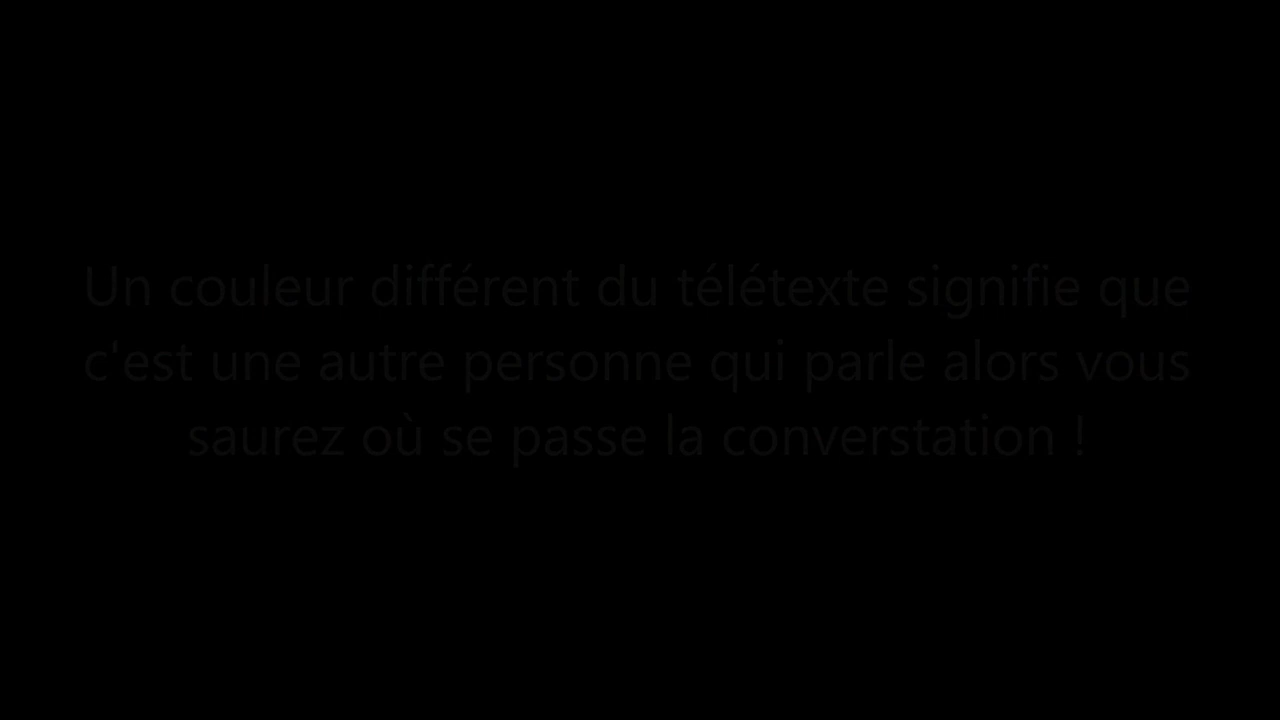 Un couleur différent du télétexte signifie que
c'est une autre personne qui parle alors vous
saurez où se passe la converstation !